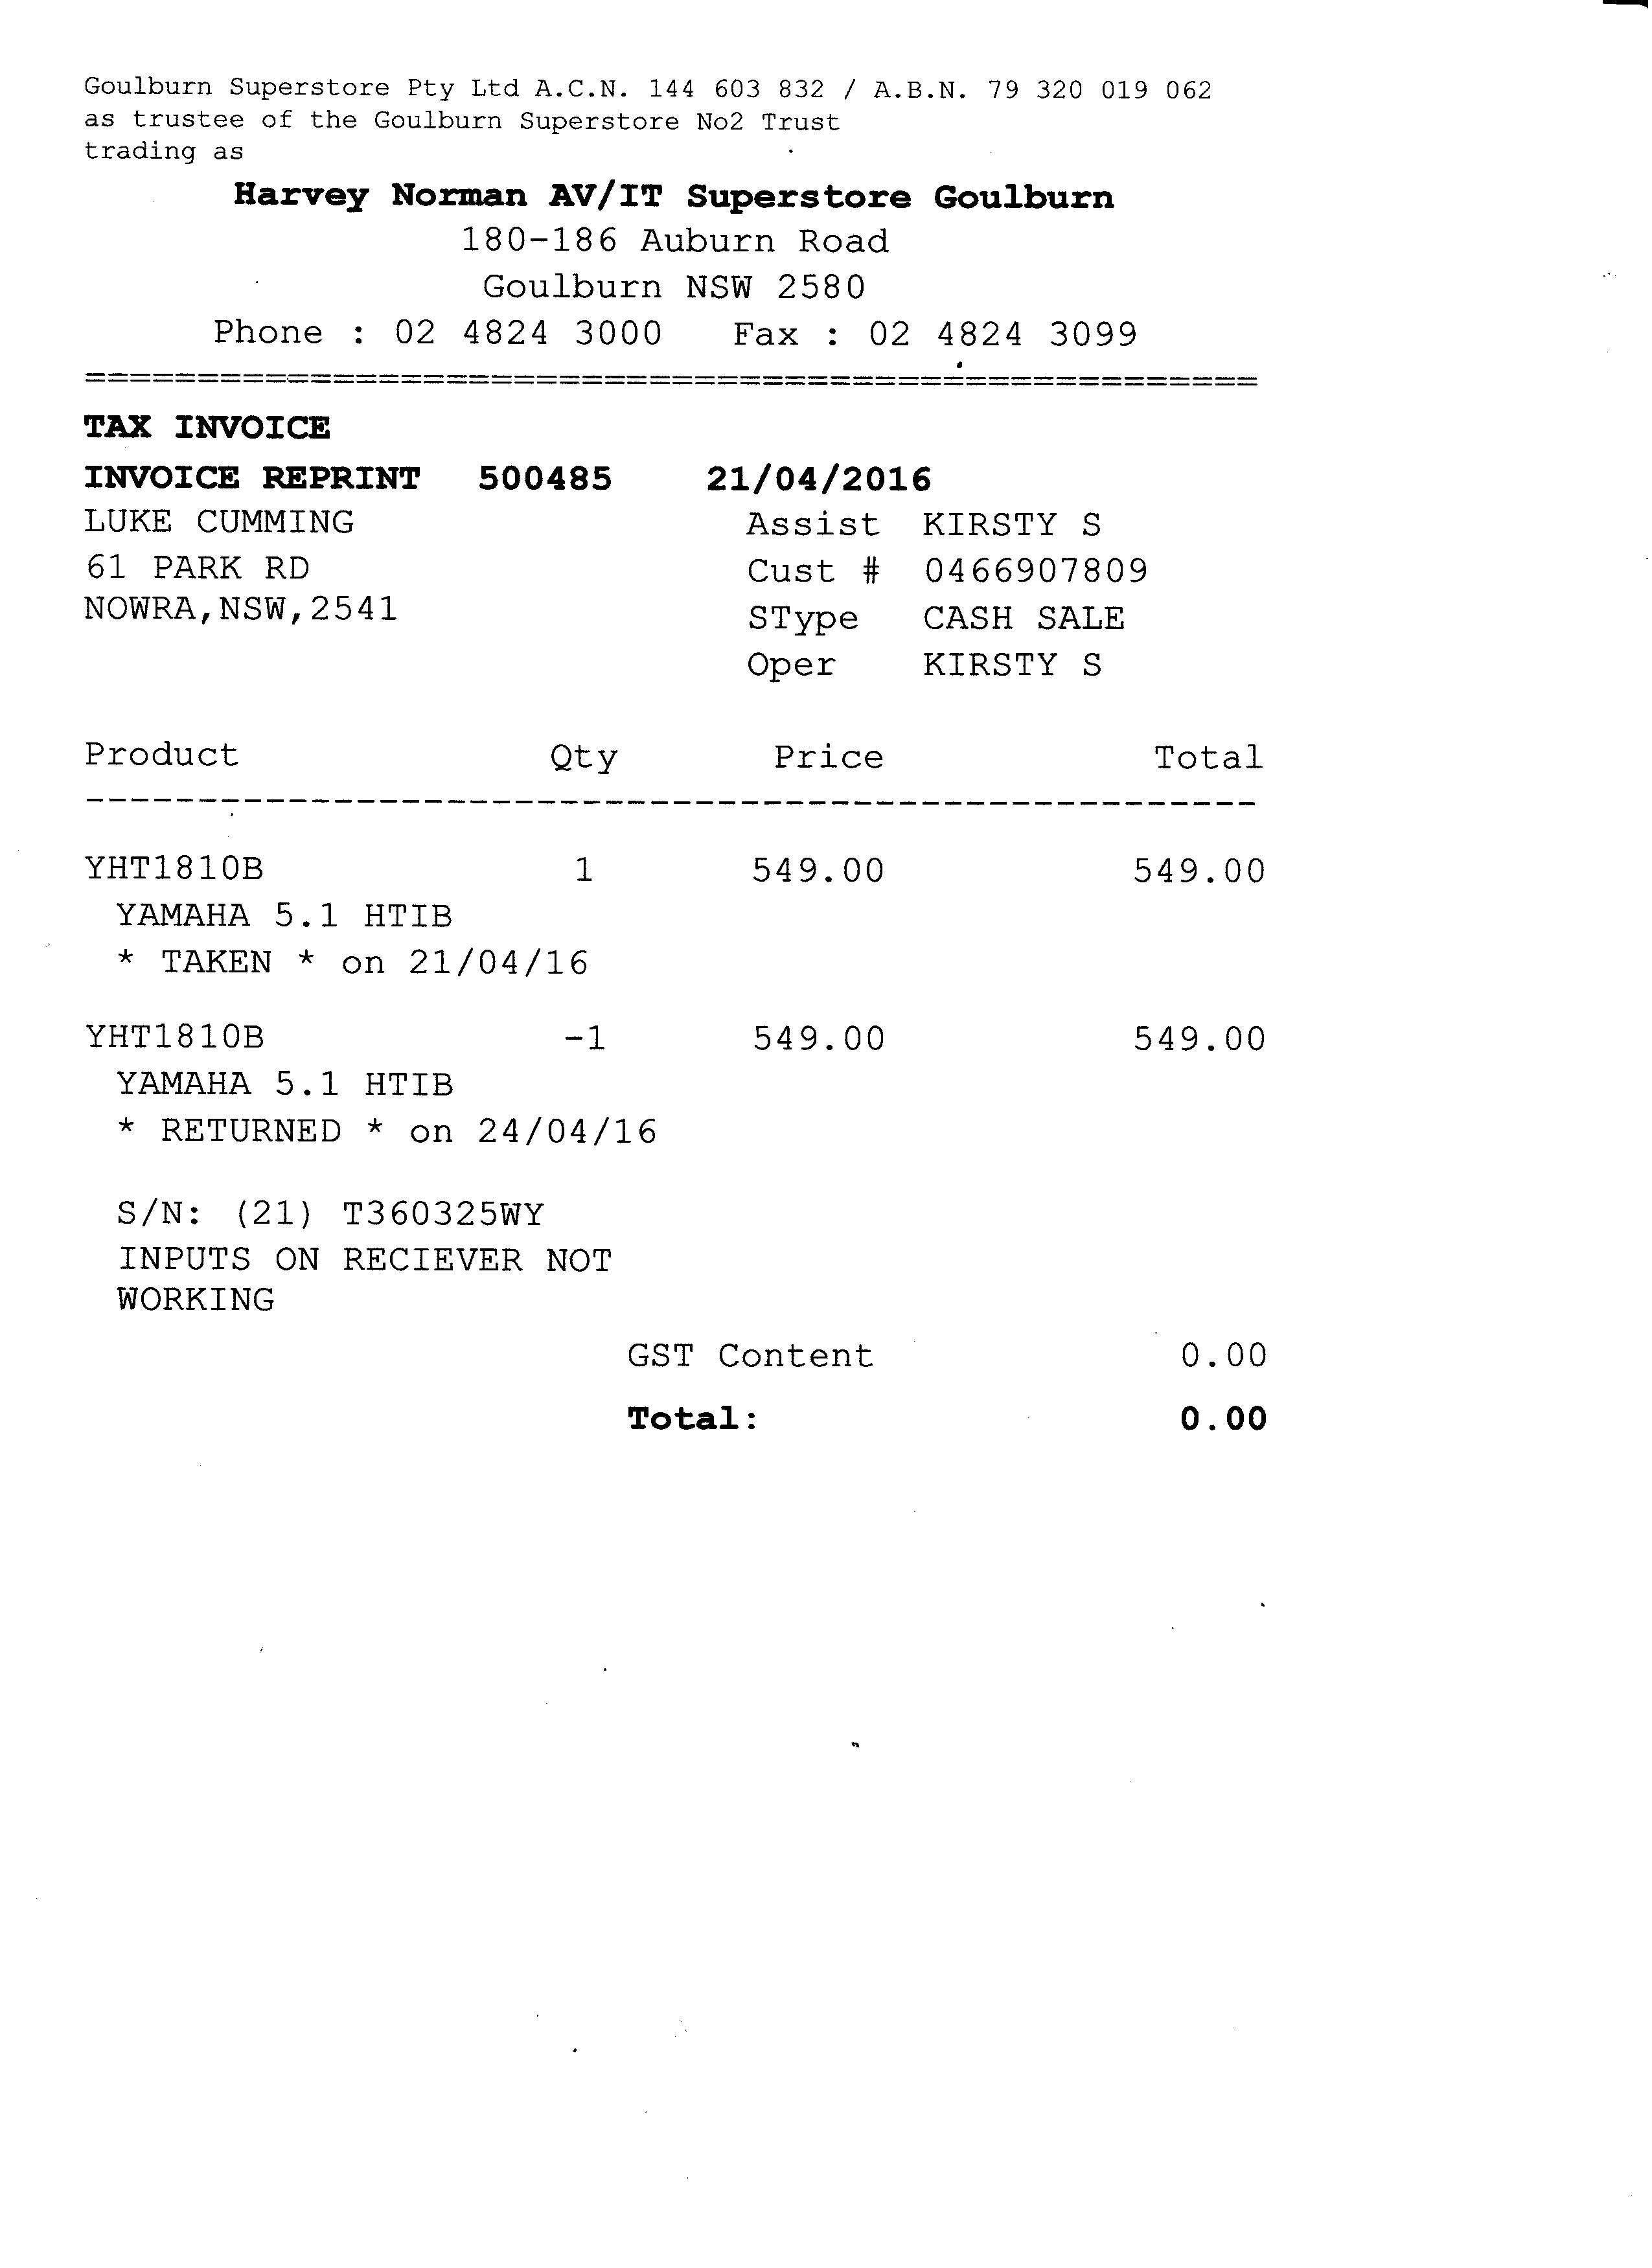 Goulburn Superstore Pty Ltd A.C.N. 144 603 832 / A.B.N. 79 320 019 062
as trustee of the Goulburn Superstore No2 Trust
trading as
Harvey Norman AV/IT Superstore Goulburn
180-186 Auburn Road
Goulburn NSW 2580
Phone : 02 4824 3000 Fax : 02 4824 3099
====================================================
TAX INVOICE
INVOICE REPRINT 500485 21/04/2016
LUKE CUMMING Assist KIRSTY S
61 PARK RD Cust # 0466907809
NOWRA,NSW,2541 SType CASH SALE
Oper KIRSTY S
Product Qty Price Total
----------------------------------------------------
YHT1810B 1 549.00 549.00
YAMAHA 5.1 HTIB
* TAKEN * on 21/04/16
YHT1810B -1 549.00 549.00
YAMAHA 5.1 HTIB
* RETURNED * on 24/04/16
S/N: (21) T360325WY
INPUTS ON RECIEVER NOT
WORKING
GST Content 0.00
Total: 0.00